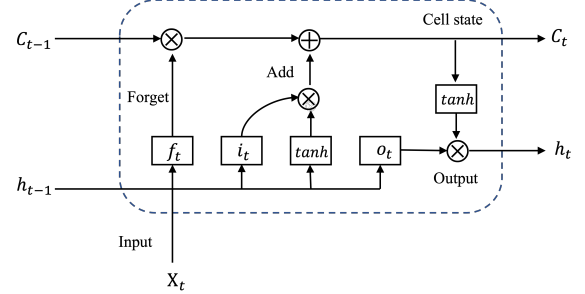 Cell state
C_{t-1}
C_t
Add
Forget
tanh
f_t
i_t
tanh
o_t
h_t
h_{t-1}
Output
Input
X_t